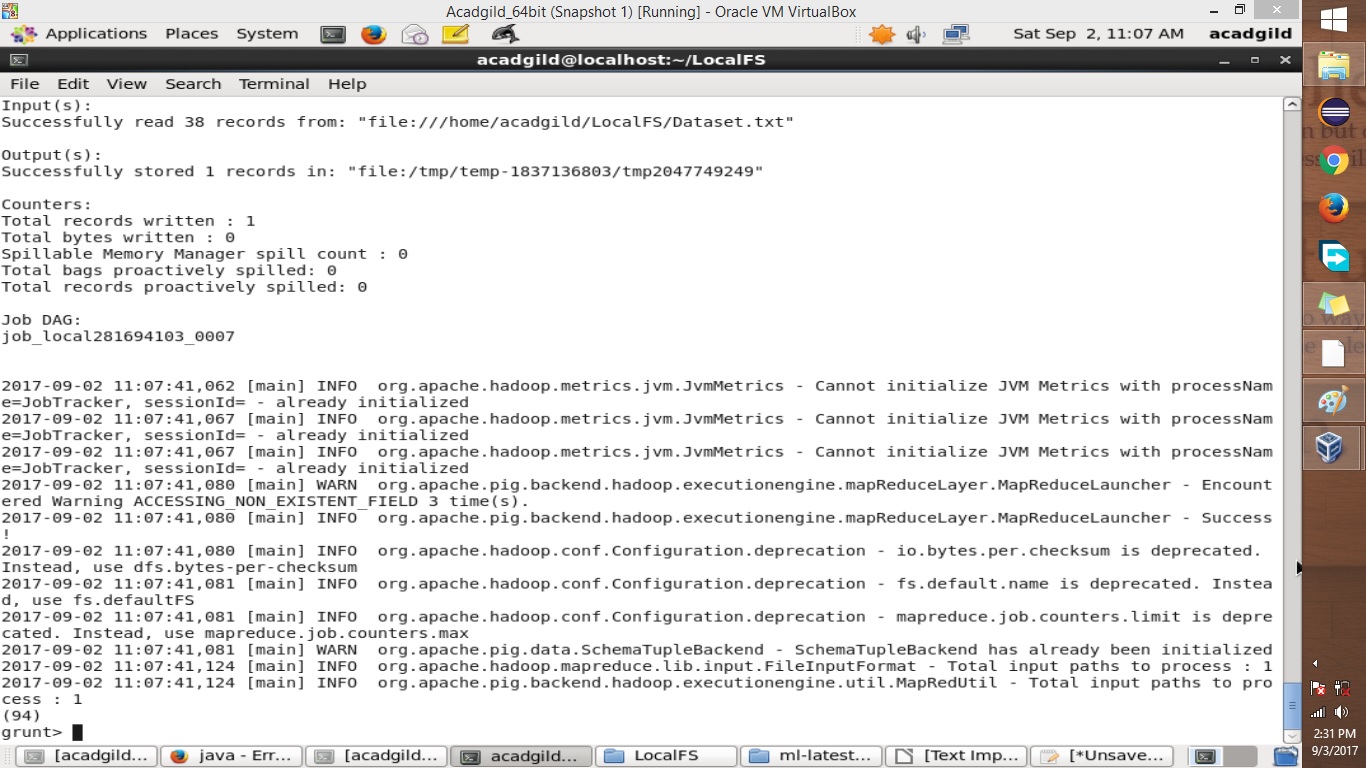 Acadgild_64bit (Snapshot 1) [Running] - Oracle VM VirtualBox
Applications Places System Sat Sep 2, 11:07 AM acadgild
acadgild@localhost:~/LocalFS
File Edit View Search Terminal Help
Input(s):
Successfully read 38 records from: "file:///home/acadgild/LocalFS/Dataset.txt"
Output(s):
Successfully stored 1 records in: "file:/tmp/temp-1837136803/tmp2047749249"
Counters:
Total records written : 1
Total bytes written : 0
Spillable Memory Manager spill count : 0
Total bags proactively spilled: 0
Total records proactively spilled: 0
Job DAG:
job_local281694103_0007
2017-09-02 11:07:41,062 [main] INFO  org.apache.hadoop.metrics.jvm.JvmMetrics - Cannot initialize JVM Metrics with processNam
e=JobTracker, sessionId= - already initialized
2017-09-02 11:07:41,067 [main] INFO  org.apache.hadoop.metrics.jvm.JvmMetrics - Cannot initialize JVM Metrics with processNam
e=JobTracker, sessionId= - already initialized
2017-09-02 11:07:41,067 [main] INFO  org.apache.hadoop.metrics.jvm.JvmMetrics - Cannot initialize JVM Metrics with processNam
e=JobTracker, sessionId= - already initialized
2017-09-02 11:07:41,080 [main] WARN  org.apache.pig.backend.hadoop.executionengine.mapReduceLayer.MapReduceLauncher - Encount
ered Warning ACCESSING_NON_EXISTENT_FIELD 3 time(s).
2017-09-02 11:07:41,080 [main] INFO  org.apache.pig.backend.hadoop.executionengine.mapReduceLayer.MapReduceLauncher - Success
!
2017-09-02 11:07:41,080 [main] INFO  org.apache.hadoop.conf.Configuration.deprecation - io.bytes.per.checksum is deprecated.
Instead, use dfs.bytes-per-checksum
2017-09-02 11:07:41,081 [main] INFO  org.apache.hadoop.conf.Configuration.deprecation - fs.default.name is deprecated. Instea
d, use fs.defaultFS
2017-09-02 11:07:41,081 [main] INFO  org.apache.hadoop.conf.Configuration.deprecation - mapreduce.job.counters.limit is depre
cated. Instead, use mapreduce.job.counters.max
2017-09-02 11:07:41,081 [main] WARN  org.apache.pig.data.SchemaTupleBackend - SchemaTupleBackend has already been initialized
2017-09-02 11:07:41,124 [main] INFO  org.apache.hadoop.mapreduce.lib.input.FileInputFormat - Total input paths to process : 1
2017-09-02 11:07:41,124 [main] INFO  org.apache.pig.backend.hadoop.executionengine.util.MapRedUtil - Total input paths to pro
cess : 1
(94)
grunt>
[acadgild... java - Err... [acadgild... acadgild... LocalFS ml-latest... [Text Imp... [*Unsave...
2:31 PM
9/3/2017